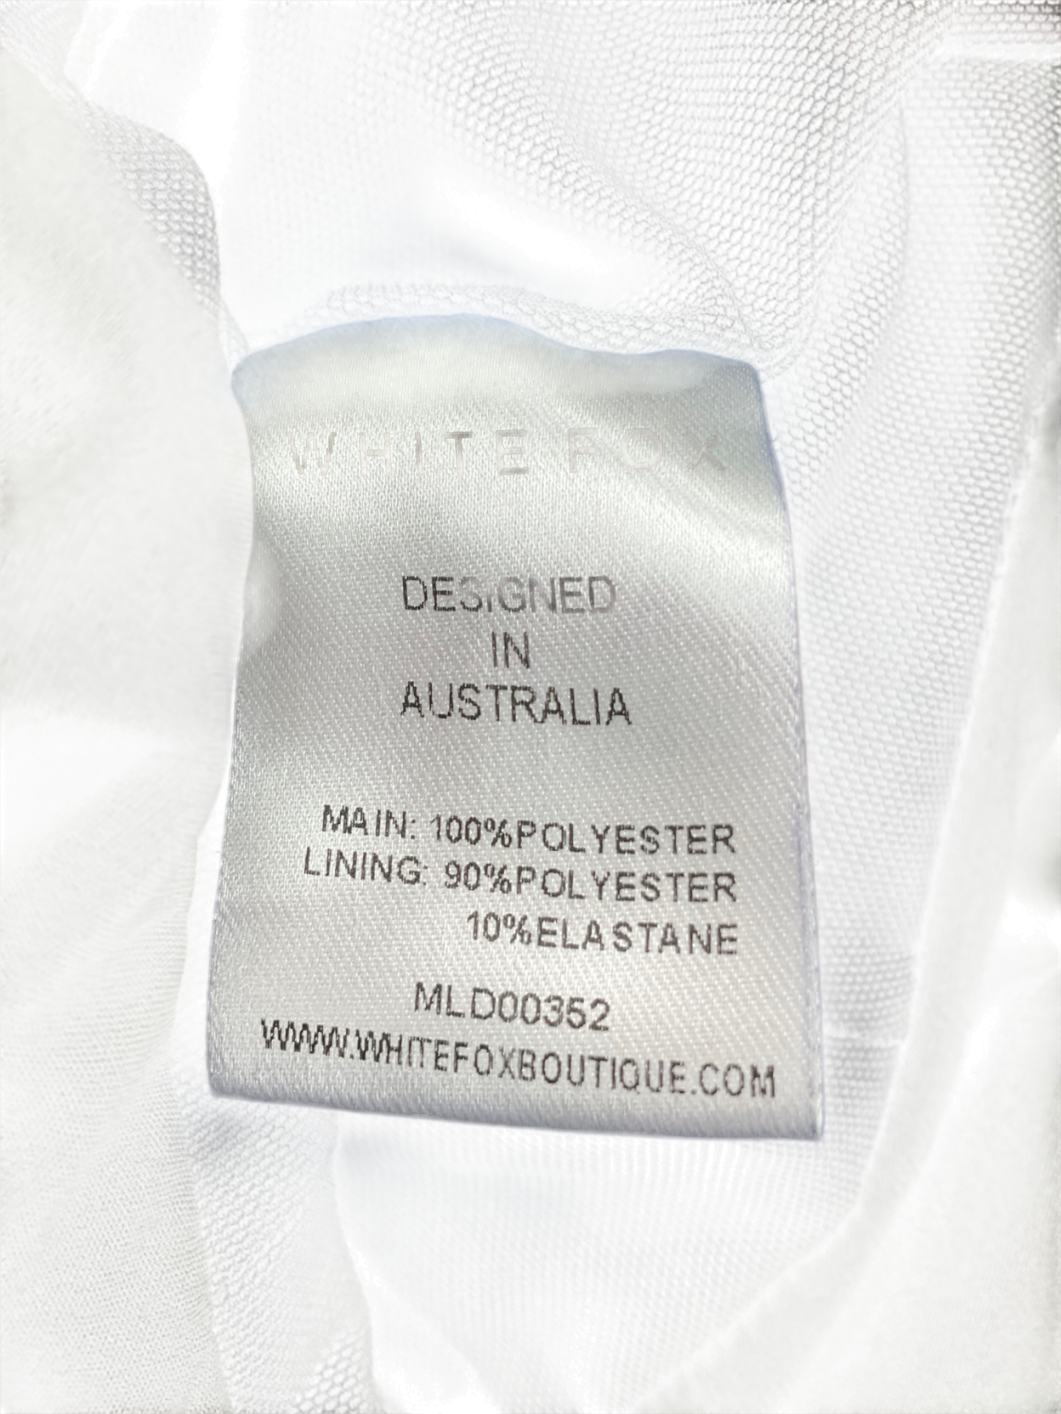 WHITE FOX
DESIGNED
IN
AUSTRALIA
MAIN: 100%POLYESTER
LINING: 90%POLYESTER
10%ELASTANE
MLD00352
WWW.WHITEFOXBOUTIQUE.COM